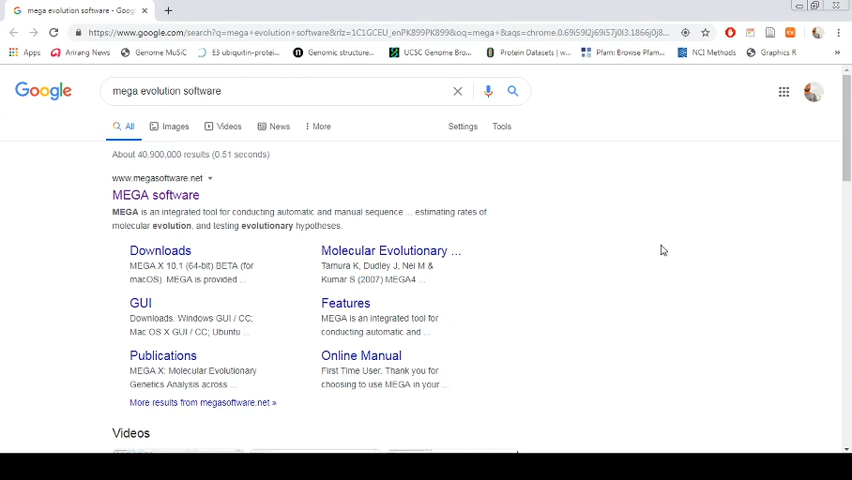 mega evolution software - Goog
https://www.google.com/search?q=mega+evolution+software&rlz=1C1GCEU_enPK899PK899&oq=mega+&aqs=chrome.0.69i59l2j69i57j0l3.1866j0j8...
Apps Arirang News Genome MuSiC E3 ubiquitin-protei... Genomic structure... UCSC Genome Bro... Protein Datasets | w... Pfam: Browse Pfam... NCI Methods Graphics R
Google mega evolution software
All Images Videos News More Settings Tools
About 40,900,000 results (0.51 seconds)
www.megasoftware.net
MEGA software
MEGA is an integrated tool for conducting automatic and manual sequence ... estimating rates of
molecular evolution, and testing evolutionary hypotheses.
Downloads
MEGA X 10.1 (64-bit) BETA (for
macOS). MEGA is provided ...
Molecular Evolutionary ...
Tamura K, Dudley J, Nei M &
Kumar S (2007) MEGA4 ...
GUI
Downloads. Windows GUI / CC;
Mac OS X GUI / CC; Ubuntu ...
Features
MEGA is an integrated tool for
conducting automatic and ...
Publications
MEGA X: Molecular Evolutionary
Genetics Analysis across ...
Online Manual
First Time User. Thank you for
choosing to use MEGA in your ...
More results from megasoftware.net »
Videos